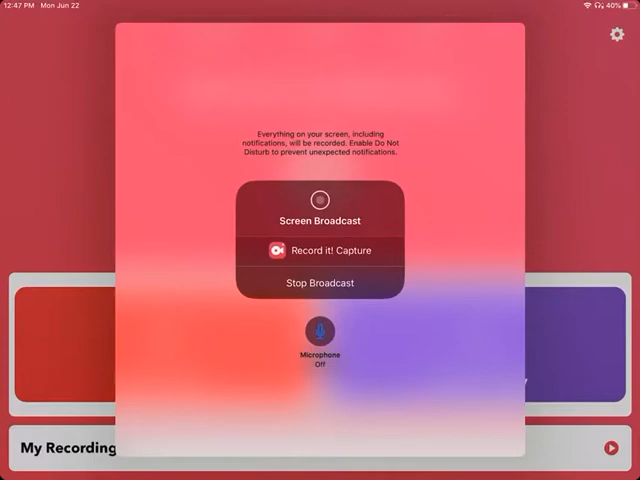 12:47 PM Mon Jun 22
40%
Everything on your screen, including
notifications, will be recorded. Enable Do Not
Disturb to prevent unexpected notifications.
Screen Broadcast
Record it! Capture
Stop Broadcast
Microphone
Off
My Recording